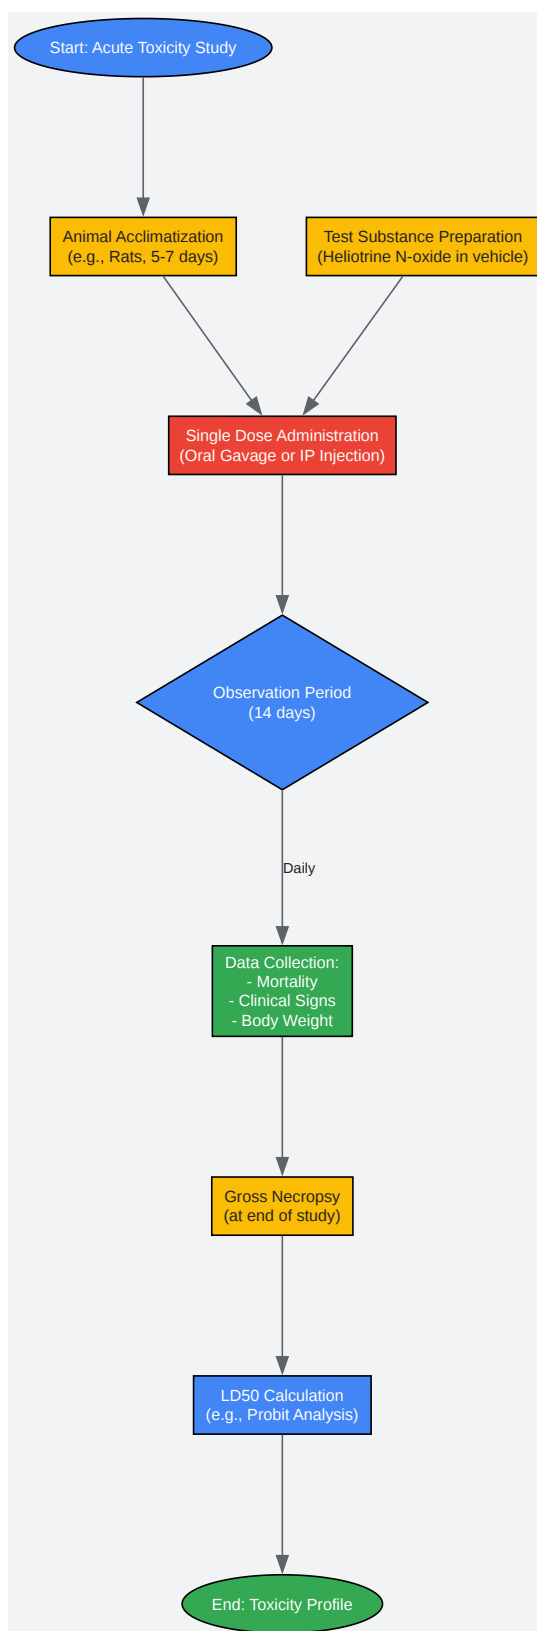 Start: Acute Toxicity Study
Animal Acclimatization
(e.g., Rats, 5-7 days)
Test Substance Preparation
(Heliotrine N-oxide in vehicle)
Single Dose Administration
(Oral Gavage or IP Injection)
Observation Period
(14 days)
Daily
Data Collection:
- Mortality
- Clinical Signs
- Body Weight
Gross Necropsy
(at end of study)
LD50 Calculation
(e.g., Probit Analysis)
End: Toxicity Profile